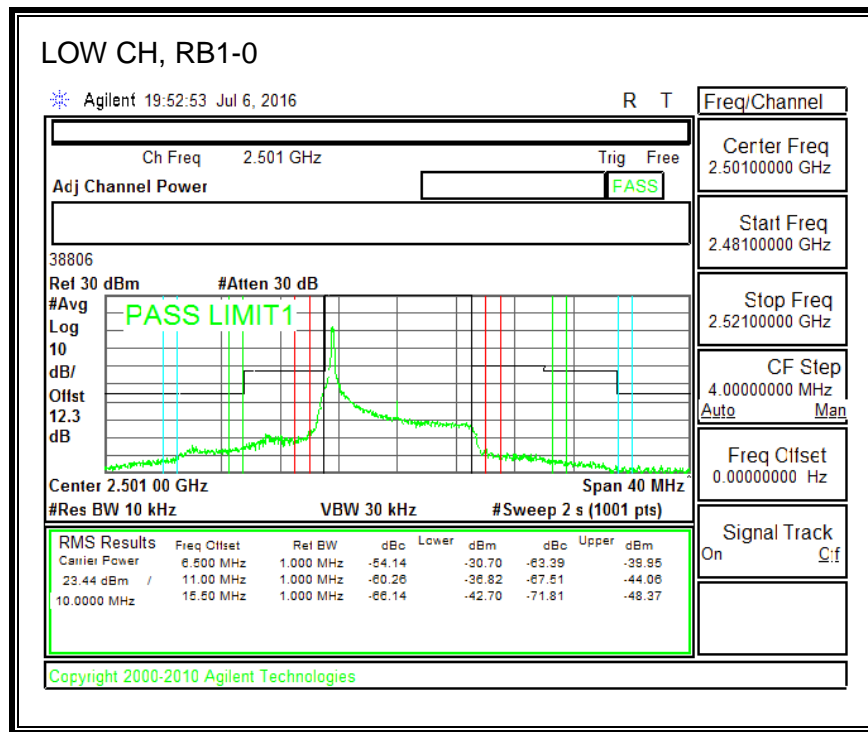 LOW CH, RB1-0
Agilent 19:52:53 Jul 6, 2016 R T
Freq/Channel
Ch Freq 2.501 GHz Trig Free
Adj Channel Power PASS
Center Freq
2.50100000 GHz
Start Freq
2.48100000 GHz
Stop Freq
2.52100000 GHz
CF Step
4.00000000 MHz
Auto Man
Freq Offset
0.00000000 Hz
Signal Track
On Off
38806
Ref 30 dBm #Atten 30 dB
#Avg
Log
10
dB/
Offst
12.3
dB
PASS LIMIT1
Center 2.501 00 GHz Span 40 MHz
#Res BW 10 kHz VBW 30 kHz #Sweep 2 s (1001 pts)
RMS Results Freq Offset Ref BW dBc Lower dBm dBc Upper dBm
Carrier Power 6.500 MHz 1.000 MHz -54.14 -30.70 -63.39 -39.95
23.44 dBm / 11.00 MHz 1.000 MHz -60.26 -36.82 -67.51 -44.06
10.0000 MHz 15.50 MHz 1.000 MHz -66.14 -42.70 -71.81 -48.37
Copyright 2000-2010 Agilent Technologies